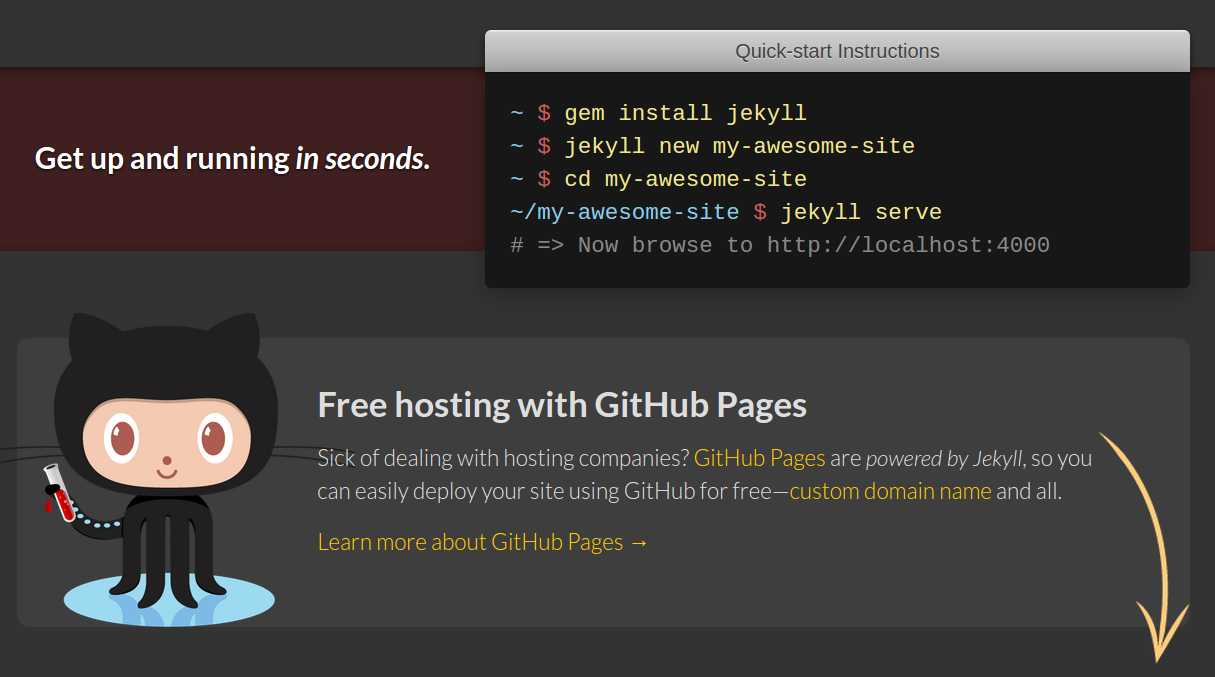 Quick-start Instructions
Get up and running in seconds.
~ $ gem install jekyll
~ $ jekyll new my-awesome-site
~ $ cd my-awesome-site
~/my-awesome-site $ jekyll serve
# => Now browse to http://localhost:4000
Free hosting with GitHub Pages
Sick of dealing with hosting companies? GitHub Pages are powered by Jekyll, so you
can easily deploy your site using GitHub for free—custom domain name and all.
Learn more about GitHub Pages →